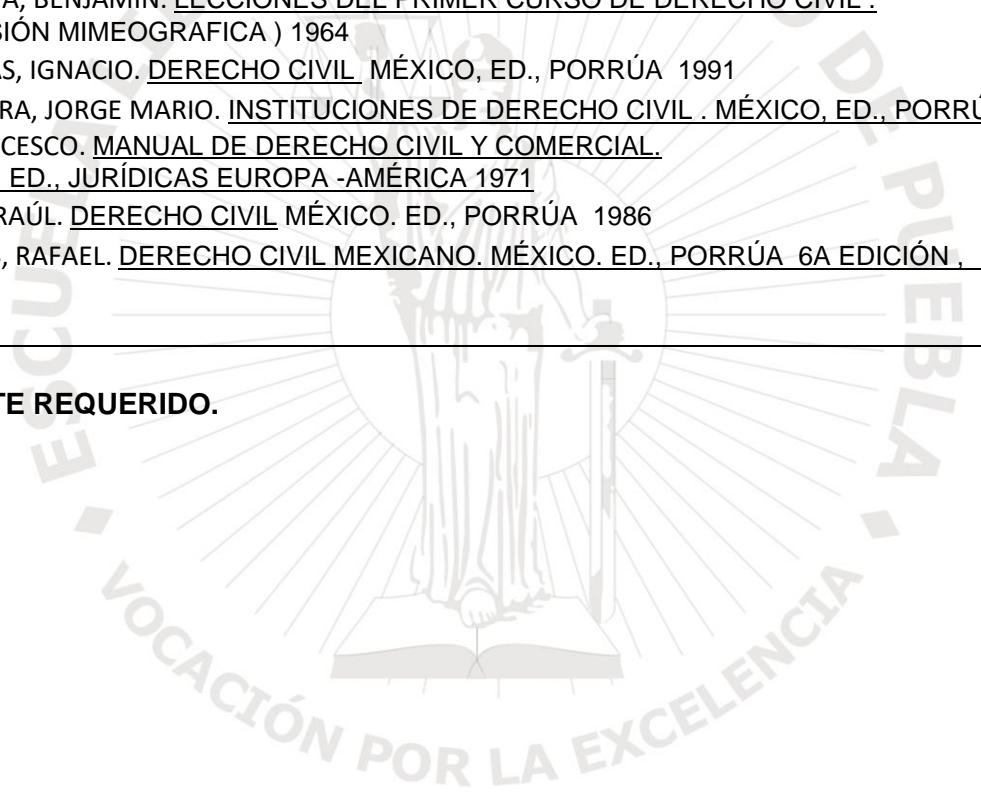 A, BENJAMIN. LECCIONES DEL PRIMER CURSO DE DERECHO CIVIL .
SIÓN MIMEOGRAFICA ) 1964
AS, IGNACIO. DERECHO CIVIL MÉXICO, ED., PORRÚA 1991
RA, JORGE MARIO. INSTITUCIONES DE DERECHO CIVIL . MÉXICO, ED., PORRÚ
CESCO. MANUAL DE DERECHO CIVIL Y COMERCIAL.
ED., JURÍDICAS EUROPA -AMÉRICA 1971
RAÚL. DERECHO CIVIL MÉXICO. ED., PORRÚA 1986
, RAFAEL. DERECHO CIVIL MEXICANO. MÉXICO. ED., PORRÚA 6A EDICIÓN ,
TE REQUERIDO.
ESCUELA D
O DE PUEBLA
VOCACIÓN POR LA EXCELENCIA